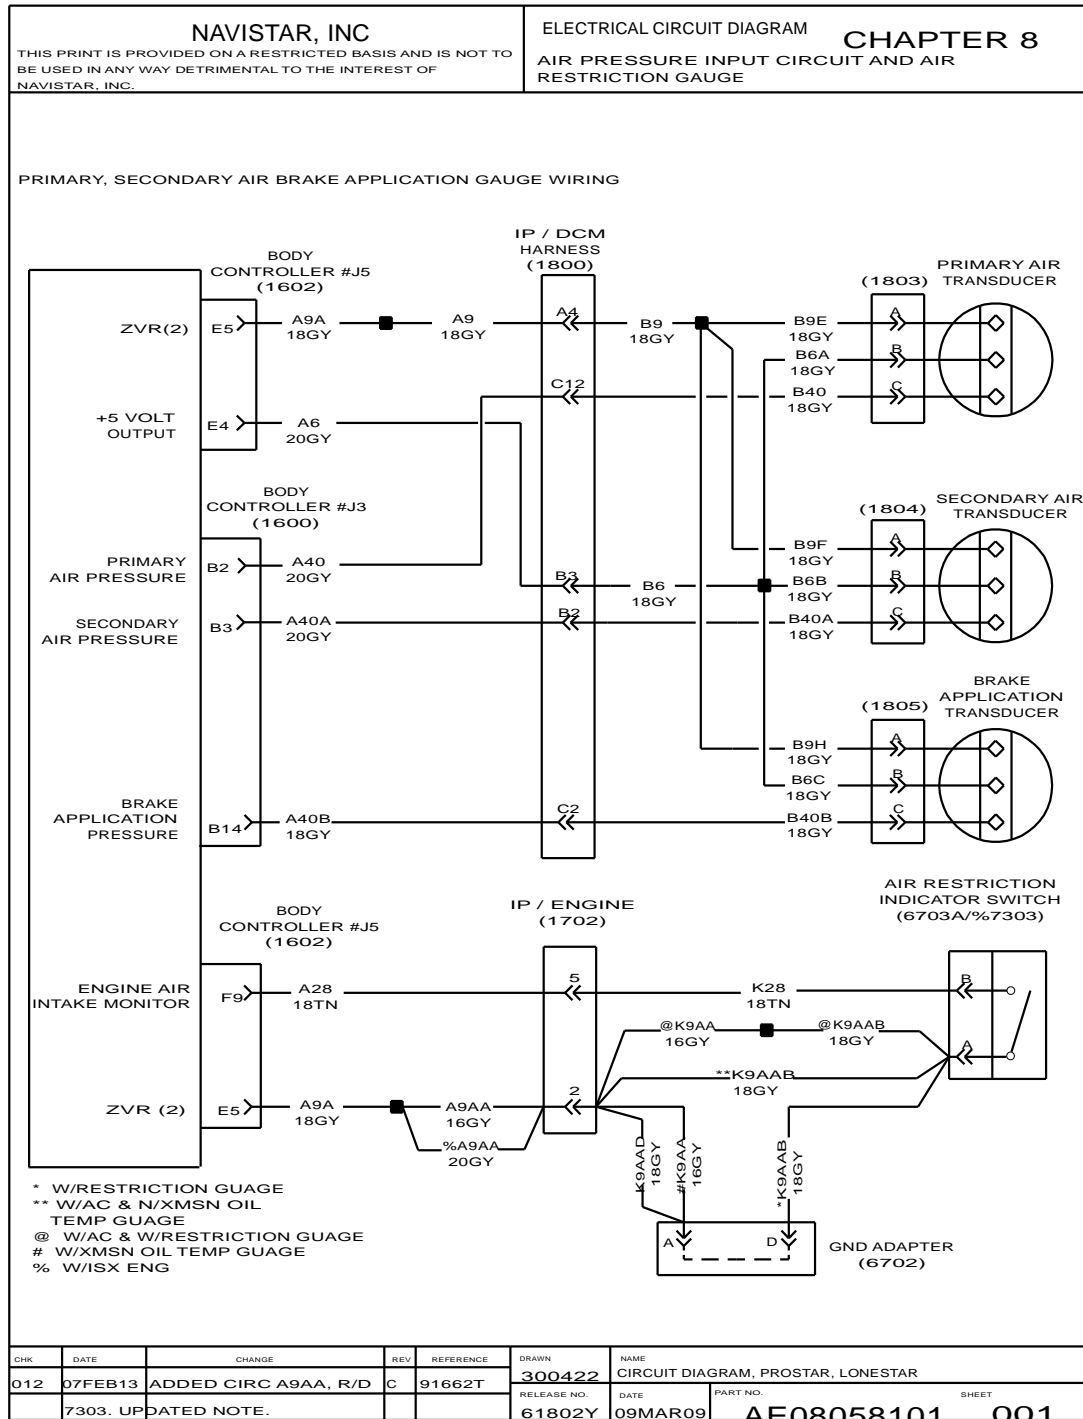 NAVISTAR, INC
THIS PRINT IS PROVIDED ON A RESTRICTED BASIS AND IS NOT TO
BE USED IN ANY WAY DETRIMENTAL TO THE INTEREST OF
NAVISTAR, INC.
ELECTRICAL CIRCUIT DIAGRAM
CHAPTER 8
AIR PRESSURE INPUT CIRCUIT AND AIR
RESTRICTION GAUGE
PRIMARY, SECONDARY AIR BRAKE APPLICATION GAUGE WIRING
BODY
CONTROLLER #J5
(1602)
IP / DCM
HARNESS
(1800)
(1803)
PRIMARY AIR
TRANSDUCER
ZVR(2)
E5
A9A
18GY
A9
18GY
A4
B9
18GY
B9E
18GY
A
B6A
18GY
B
C12
B40
18GY
C
+5 VOLT
OUTPUT
E4
A6
20GY
BODY
CONTROLLER #J3
(1600)
(1804)
SECONDARY AIR
TRANSDUCER
PRIMARY
AIR PRESSURE
B2
A40
20GY
B9F
18GY
A
B3
B6
18GY
B6B
18GY
B
SECONDARY
AIR PRESSURE
B3
A40A
20GY
B2
B40A
18GY
C
(1805)
BRAKE
APPLICATION
TRANSDUCER
B9H
18GY
A
B6C
18GY
B
BRAKE
APPLICATION
PRESSURE
B14
A40B
18GY
C2
B40B
18GY
C
BODY
CONTROLLER #J5
(1602)
IP / ENGINE
(1702)
AIR RESTRICTION
INDICATOR SWITCH
(6703A/%7303)
ENGINE AIR
INTAKE MONITOR
F9
A28
18TN
5
K28
18TN
B
@K9AA
16GY
@K9AAB
18GY
A
**K9AAB
18GY
ZVR (2)
E5
A9A
18GY
A9AA
16GY
2
%A9AA
20GY
K9AAD
18GY
#K9AA
16GY
*K9AAB
18GY
A
D
GND ADAPTER
(6702)
* W/RESTRICTION GUAGE
** W/AC & N/XMSN OIL
TEMP GUAGE
@ W/AC & W/RESTRICTION GUAGE
# W/XMSN OIL TEMP GUAGE
% W/ISX ENG
CHK
DATE
CHANGE
REV
REFERENCE
DRAWN
NAME
012
07FEB13
ADDED CIRC A9AA, R/D
C
91662T
300422
CIRCUIT DIAGRAM, PROSTAR, LONESTAR
7303. UPDATED NOTE.
RELEASE NO.
DATE
PART NO.
SHEET
61802Y
09MAR09
AE08058101
001